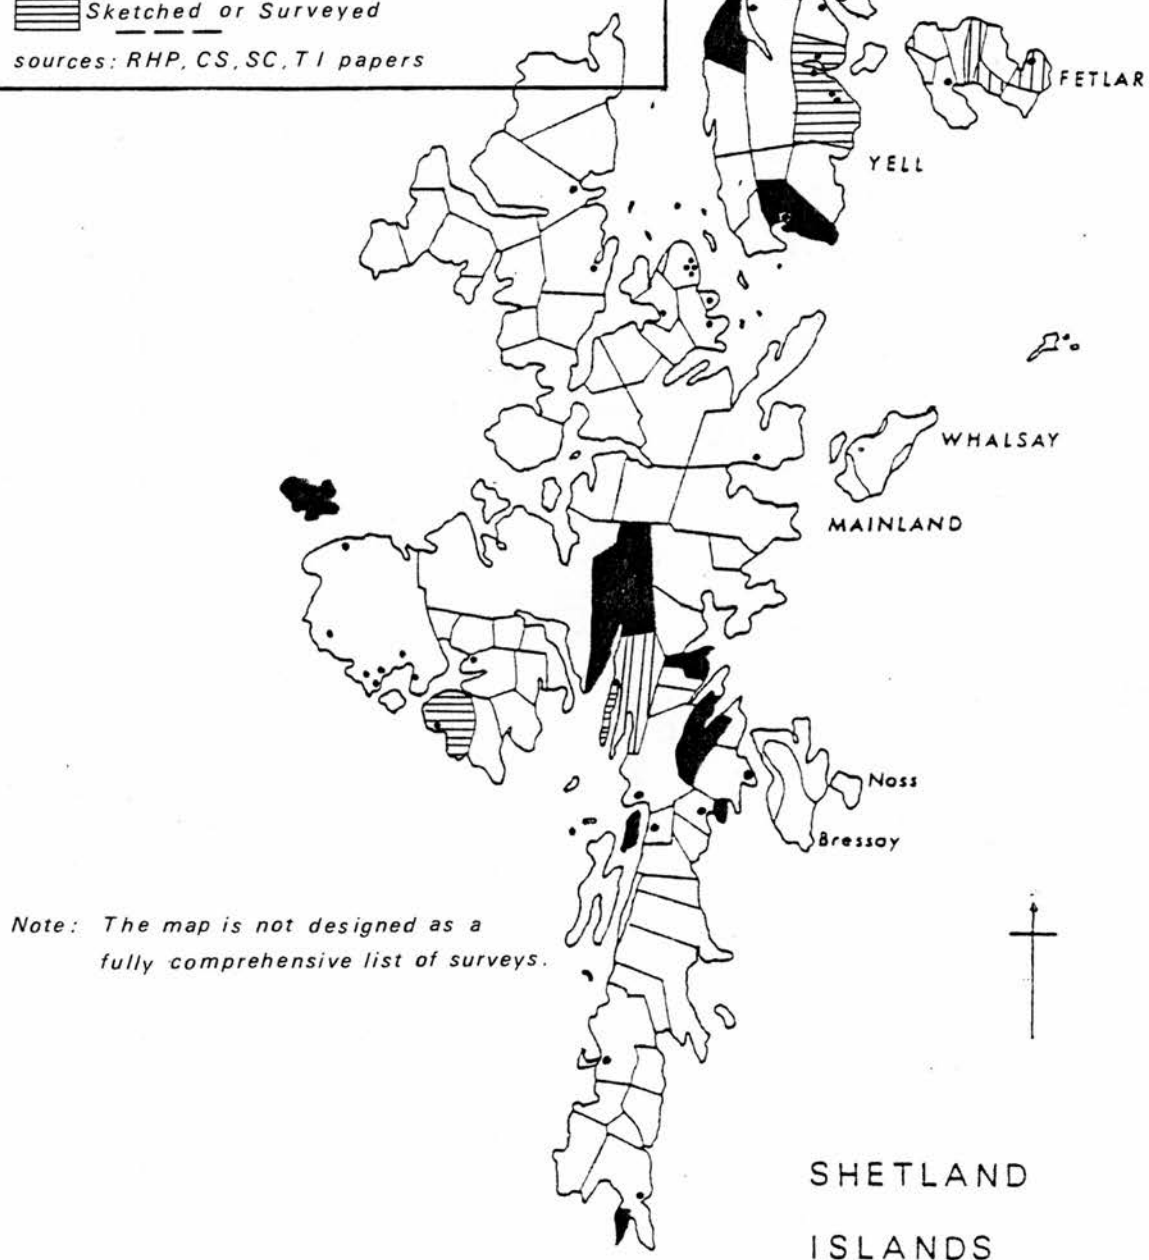 Sketched or Surveyed
sources: RHP, CS, SC, TI papers
FETLAR
YELL
WHALSAY
MAINLAND
Noss
Bressay
Note: The map is not designed as a
fully comprehensive list of surveys.
SHETLAND
ISLANDS